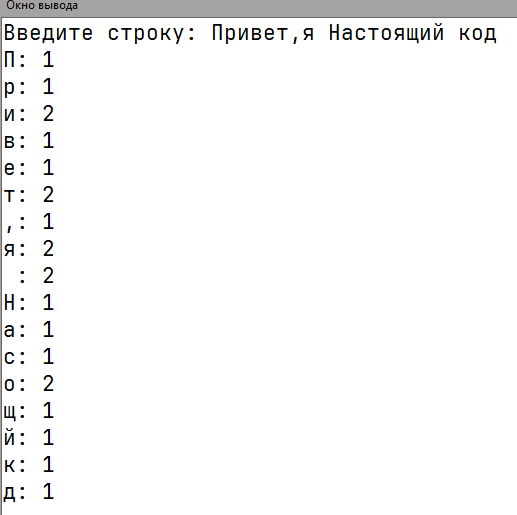 Окно вывода
Введите строку: Привет,я Настоящий код
П: 1
р: 1
и: 2
в: 1
е: 1
т: 2
,: 1
я: 2
 : 2
Н: 1
а: 1
с: 1
о: 2
щ: 1
й: 1
к: 1
д: 1